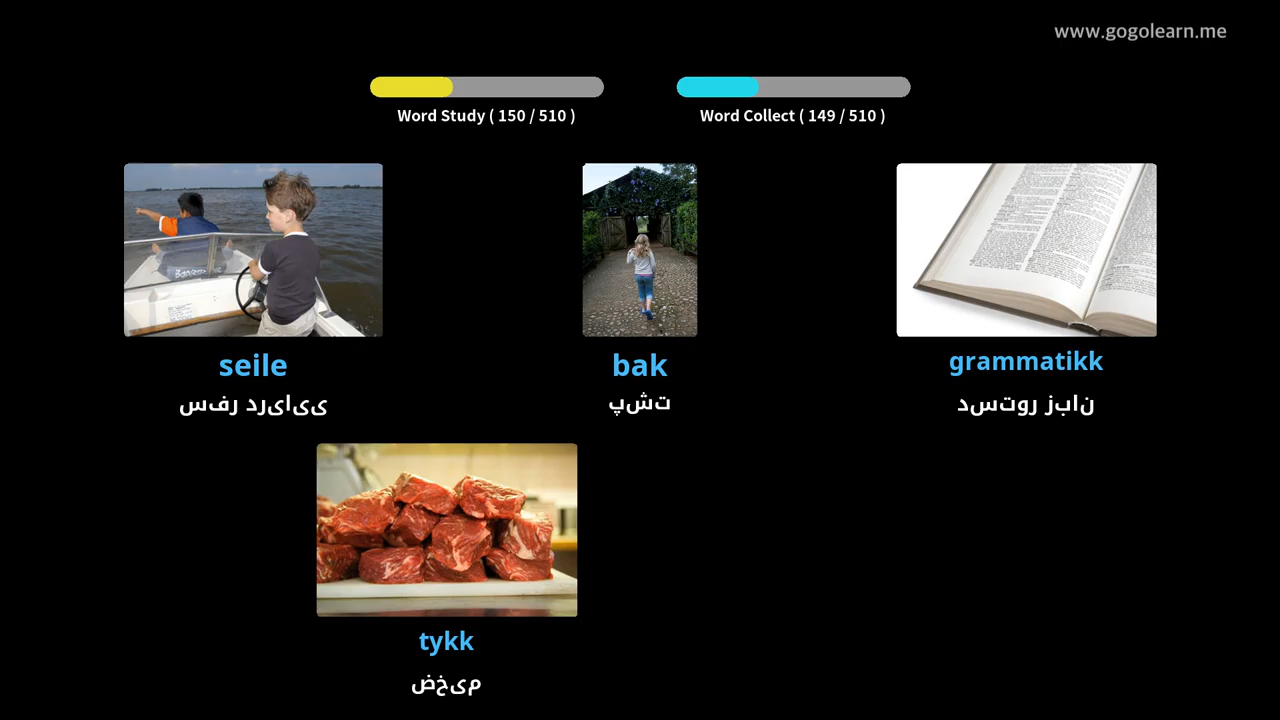 www.gogolearn.me
Word Study ( 150 / 510 )
Word Collect ( 149 / 510 )
seile
bak
grammatikk
ییایرد رفس
تشپ
نابز روتسد
tykk
میخض